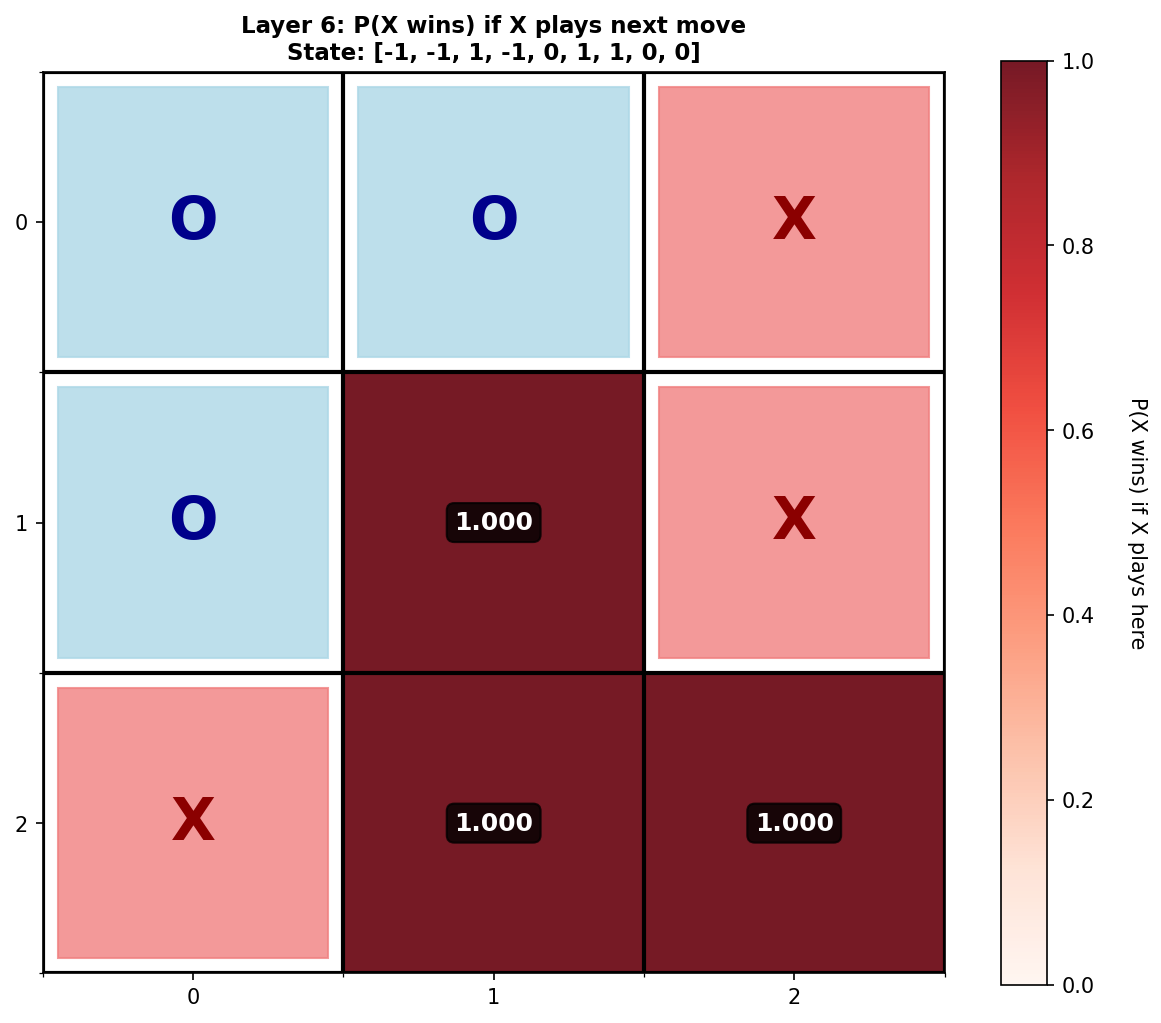 Layer 6: P(X wins) if X plays next move
State: [-1, -1, 1, -1, 0, 1, 1, 0, 0]
0
O
O
X
1
O
1.000
X
2
X
1.000
1.000
0
1
2
1.0
0.8
0.6
0.4
0.2
0.0
P(X wins) if X plays here